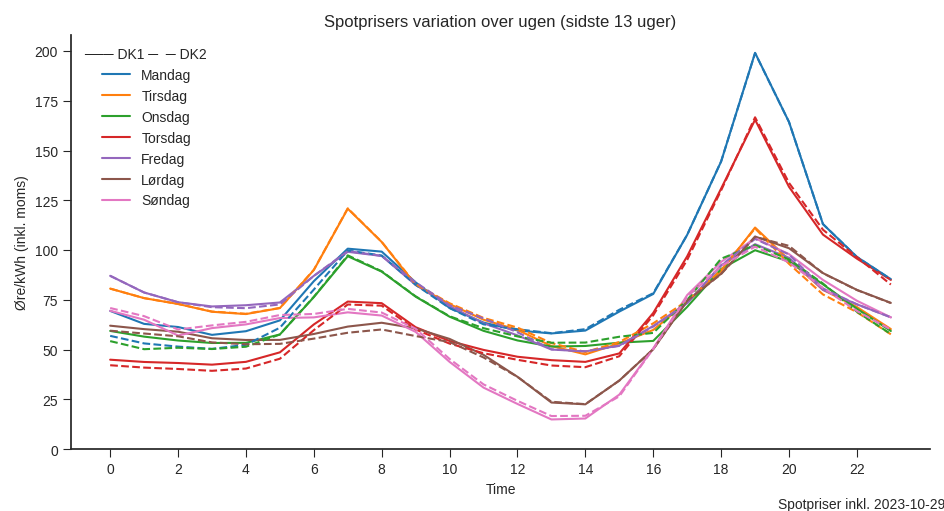 Spotprisers variation over ugen (sidste 13 uger)
DK1 DK2
Mandag
Tirsdag
Onsdag
Torsdag
Fredag
Lørdag
Søndag
Øre/kWh (inkl. moms)
200
175
150
125
100
75
50
25
0
0 2 4 6 8 10 12 14 16 18 20 22
Time
Spotpriser inkl. 2023-10-29